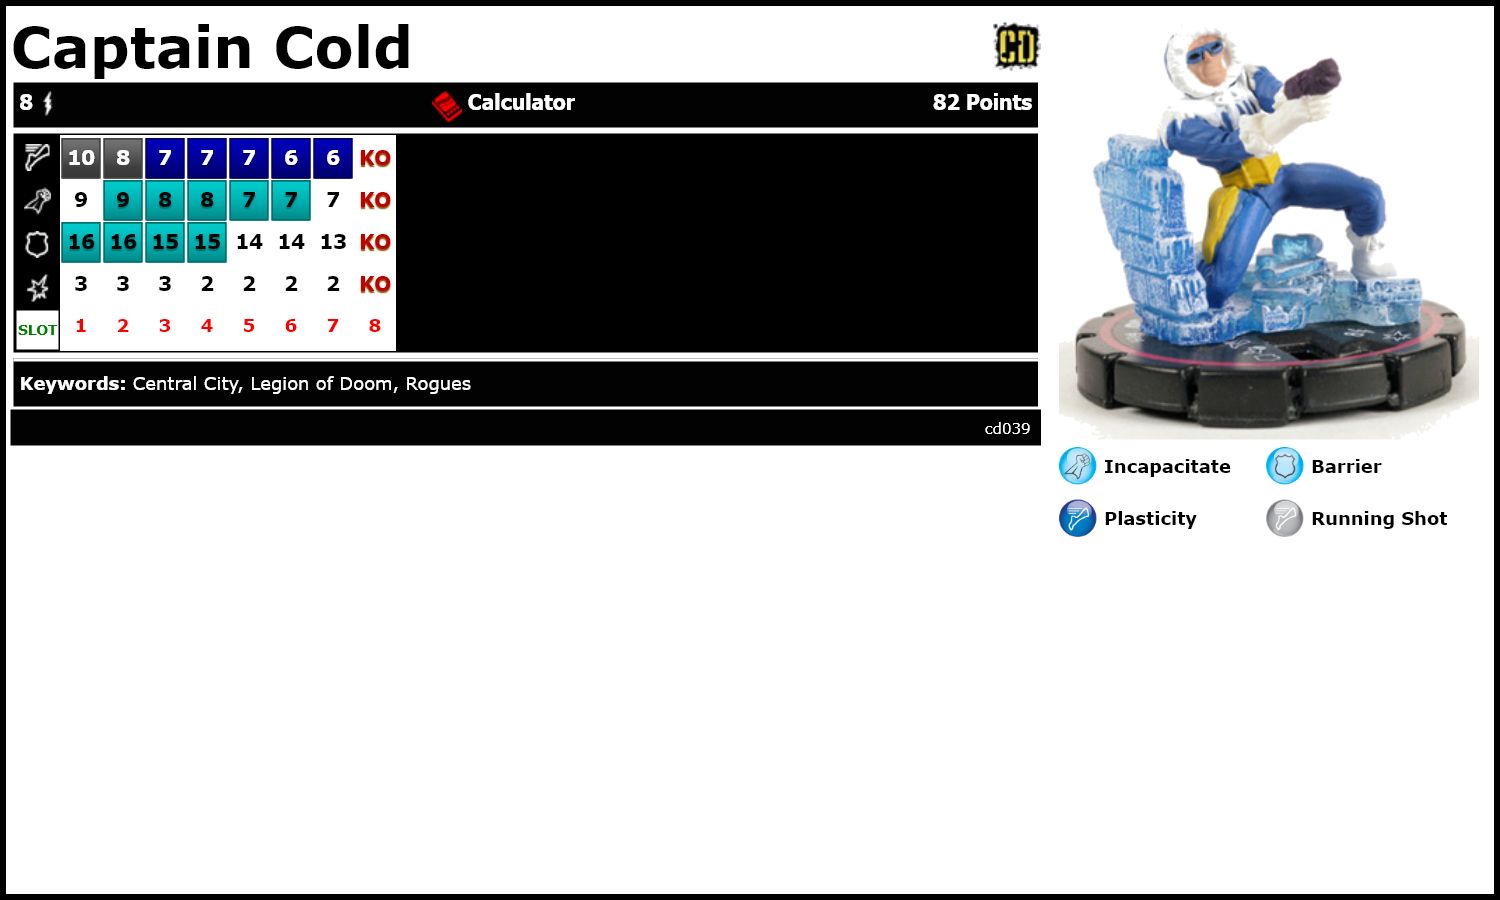 Captain Cold
CD
8 Calculator 82 Points
10 8 7 7 7 6 6 KO
9 9 8 8 7 7 7 KO
16 16 15 15 14 14 13 KO
3 3 3 2 2 2 2 KO
SLOT 1 2 3 4 5 6 7 8
Keywords: Central City, Legion of Doom, Rogues
cd039
Incapacitate Barrier
Plasticity Running Shot